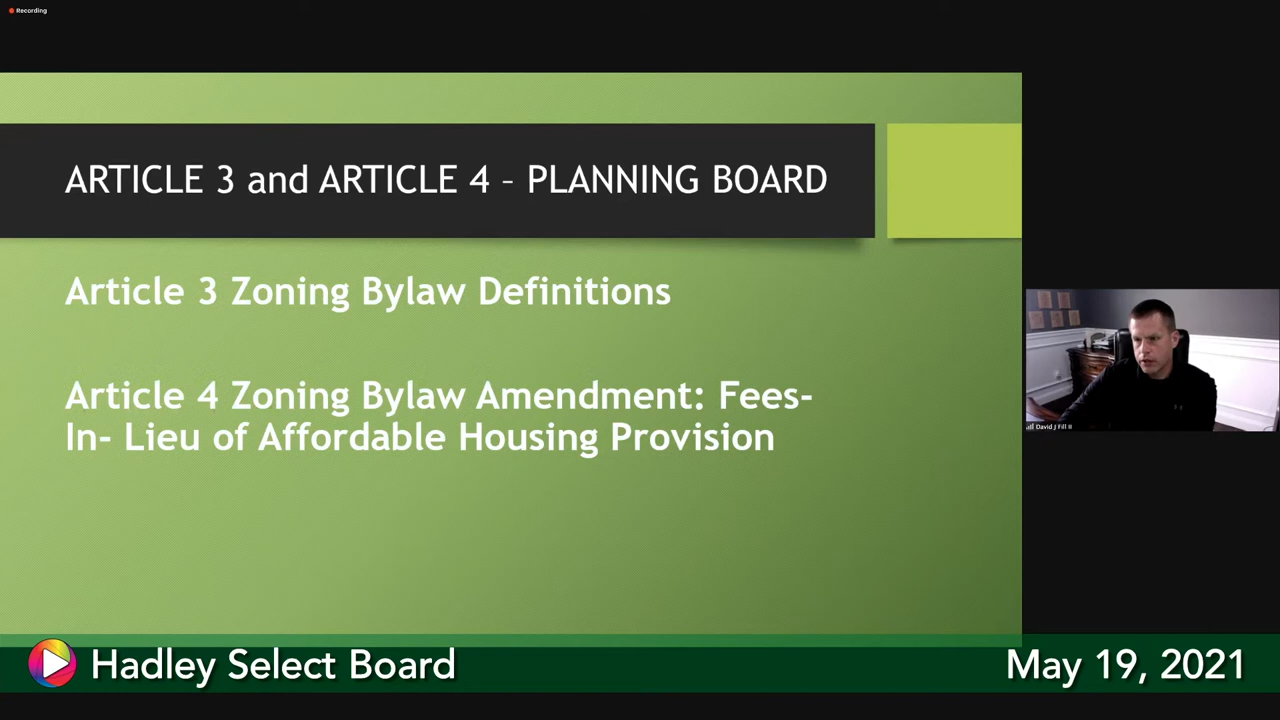 Recording
ARTICLE 3 and ARTICLE 4 – PLANNING BOARD
Article 3 Zoning Bylaw Definitions
Article 4 Zoning Bylaw Amendment: Fees-
In- Lieu of Affordable Housing Provision
David J Fill II
Hadley Select Board
May 19, 2021